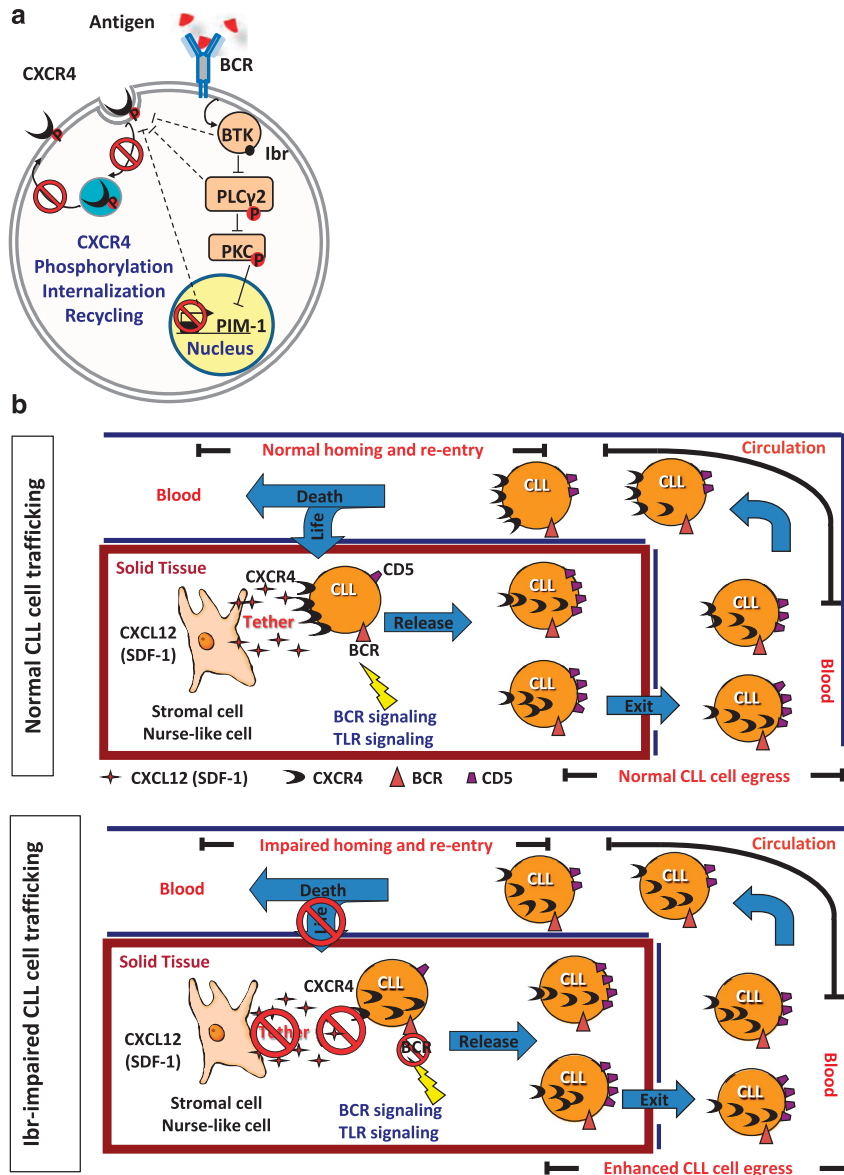 a
Antigen
BCR
CXCR4
P
P
BTK
Ibr
P
PLCγ2
P
PKC
P
CXCR4
Phosphorylation
Internalization
Recycling
PIM-1
Nucleus
b
Normal CLL cell trafficking
Normal homing and re-entry
Circulation
Blood
Death
Life
CLL
CLL
Solid Tissue
CXCR4
CLL
CD5
CLL
CLL
Tether
Release
CXCL12
(SDF-1)
BCR
CLL
CLL
Exit
Blood
Stromal cell
Nurse-like cell
BCR signaling
TLR signaling
CXCL12 (SDF-1)
CXCR4
BCR
CD5
Normal CLL cell egress
Ibr-impaired CLL cell trafficking
Impaired homing and re-entry
Circulation
Blood
Death
Life
CLL
CLL
Solid Tissue
CXCR4
CLL
CLL
CLL
CXCL12
(SDF-1)
Tether
BCR
Release
CLL
CLL
Exit
Blood
Stromal cell
Nurse-like cell
BCR signaling
TLR signaling
Enhanced CLL cell egress